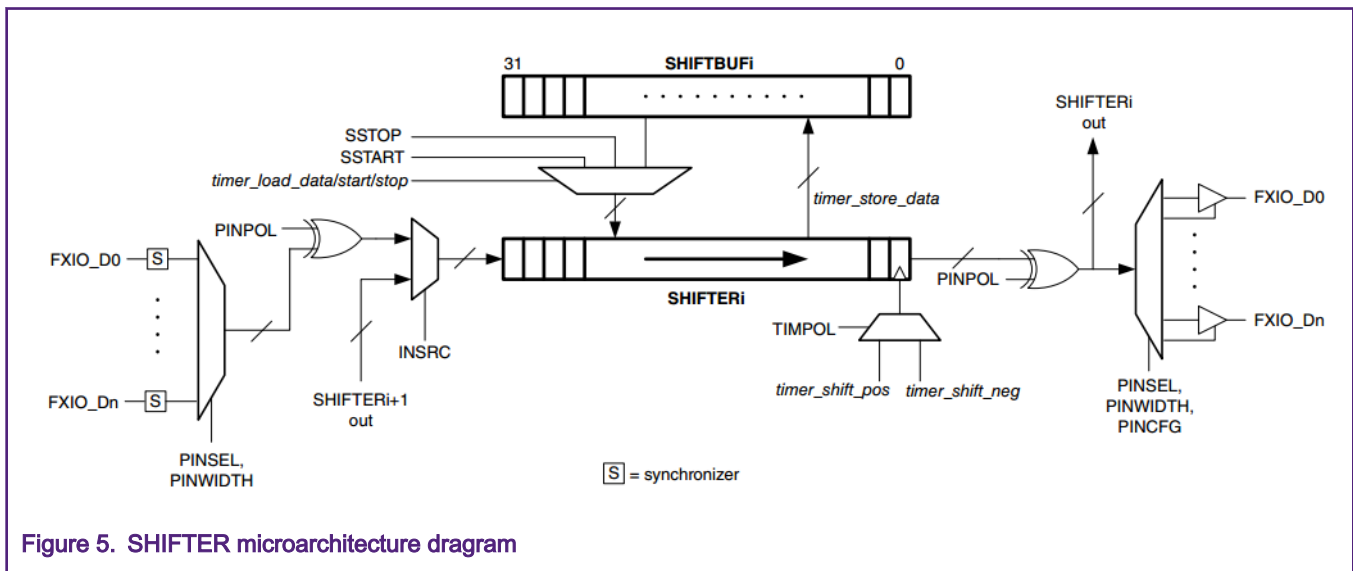 31 SHIFTBUFi 0
SSTOP
SSTART
timer_load_data/start/stop
timer_store_data
SHIFTERi
out
PINPOL
FXIO_D0
S
FXIO_Dn
S
PINSEL,
PINWIDTH
INSRC
SHIFTERi+1
out
SHIFTERi
TIMPOL
timer_shift_pos
timer_shift_neg
PINPOL
FXIO_D0
FXIO_Dn
PINSEL,
PINWIDTH,
PINCFG
S = synchronizer
Figure 5. SHIFTER microarchitecture dragram